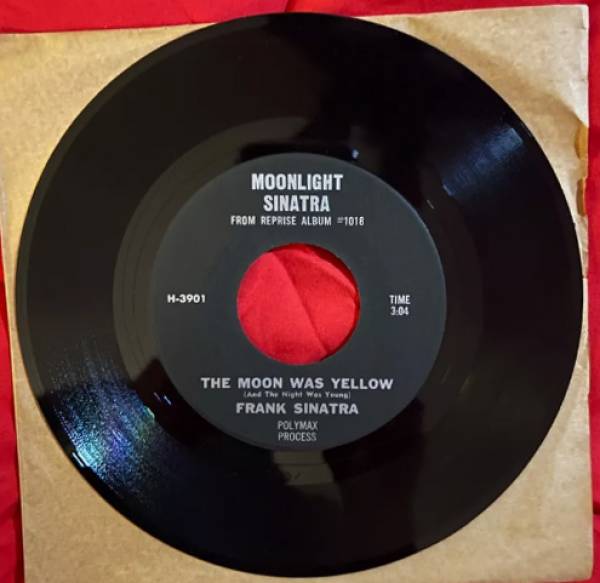 MOONLIGHT
SINATRA
FROM REPRISE ALBUM #1018
H-3901
TIME
3:04
THE MOON WAS YELLOW
(And The Night Was Young)
FRANK SINATRA
POLYMAX
PROCESS